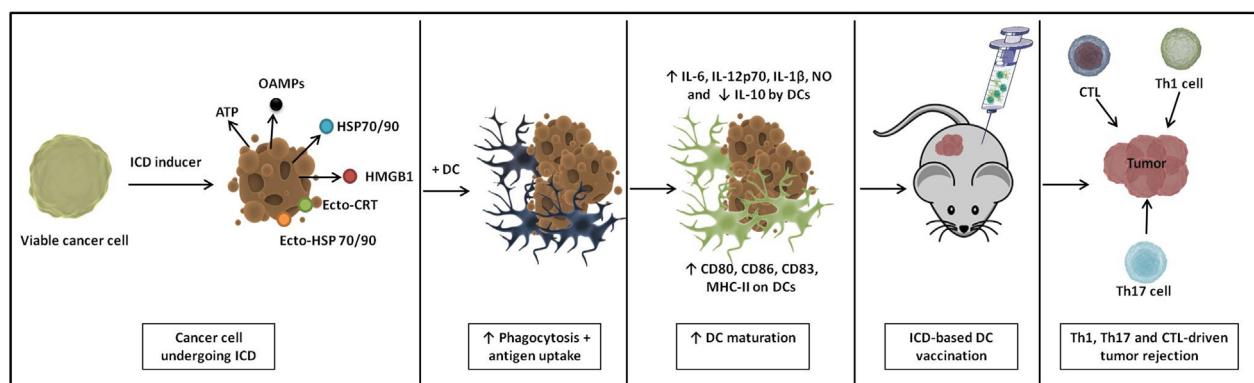 Viable cancer cell
ICD inducer
ATP
OAMPs
HSP70/90
HMGB1
Ecto-CRT
Ecto-HSP 70/90
Cancer cell
undergoing ICD
+ DC
↑ Phagocytosis +
antigen uptake
↑ IL-6, IL-12p70, IL-1β, NO
and ↓ IL-10 by DCs
↑ CD80, CD86, CD83,
MHC-II on DCs
↑ DC maturation
ICD-based DC
vaccination
CTL
Th1 cell
Tumor
Th17 cell
Th1, Th17 and CTL-driven
tumor rejection